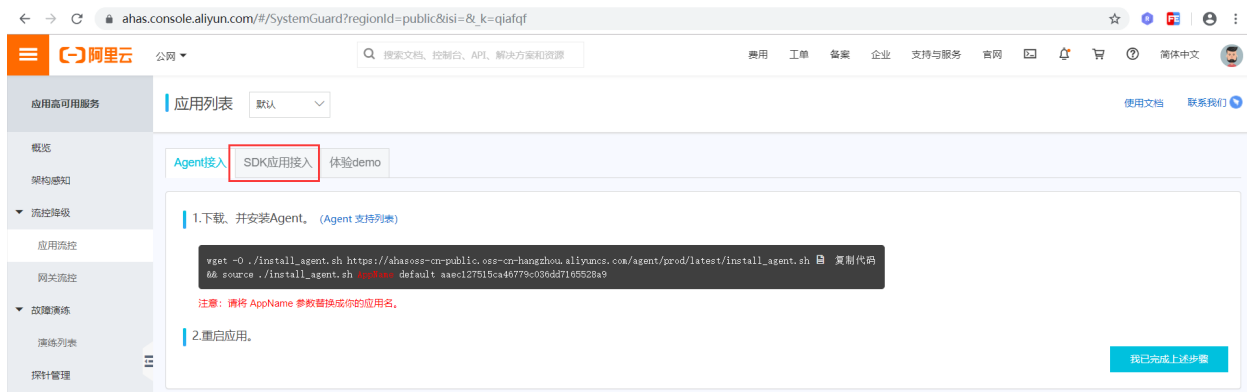 ahas.console.aliyun.com/#/SystemGuard?regionId=public&isi=&_k=qiafqf
阿里云
公网
搜索文档、控制台、API、解决方案和资源
费用 工单 备案 企业 支持与服务 官网 简体中文
应用高可用服务
应用列表 默认
使用文档 联系我们
概览
架构感知
流控降级
应用流控
网关流控
故障演练
演练列表
探针管理
Agent接入 SDK应用接入 体验demo
1.下载、并安装Agent。 (Agent 支持列表)
wget -O ./install_agent.sh https://ahasoss-cn-public.oss-cn-hangzhou.aliyuncs.com/agent/prod/latest/install_agent.sh 复制代码
&& source ./install_agent.sh AppName default aaec127515ca46779c036dd7165528a9
注意：请将 AppName 参数替换成你的应用名。
2.重启应用。
我已完成上述步骤